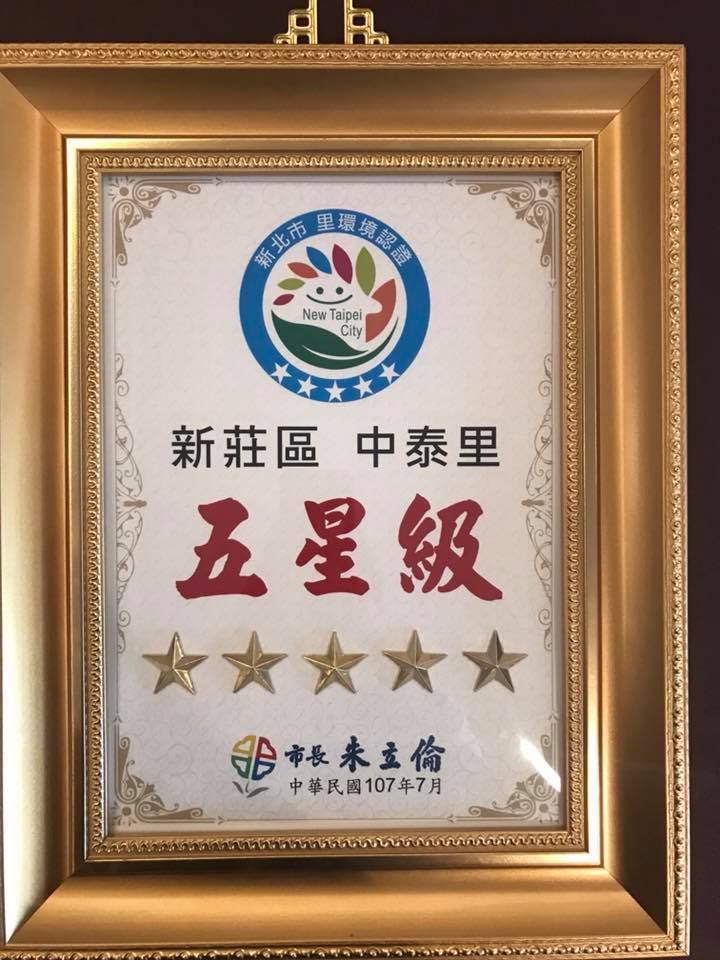 新北市 里環境認證
New Taipei
City
新莊區 中泰里
五星級
市長 朱立倫
中華民國107年7月